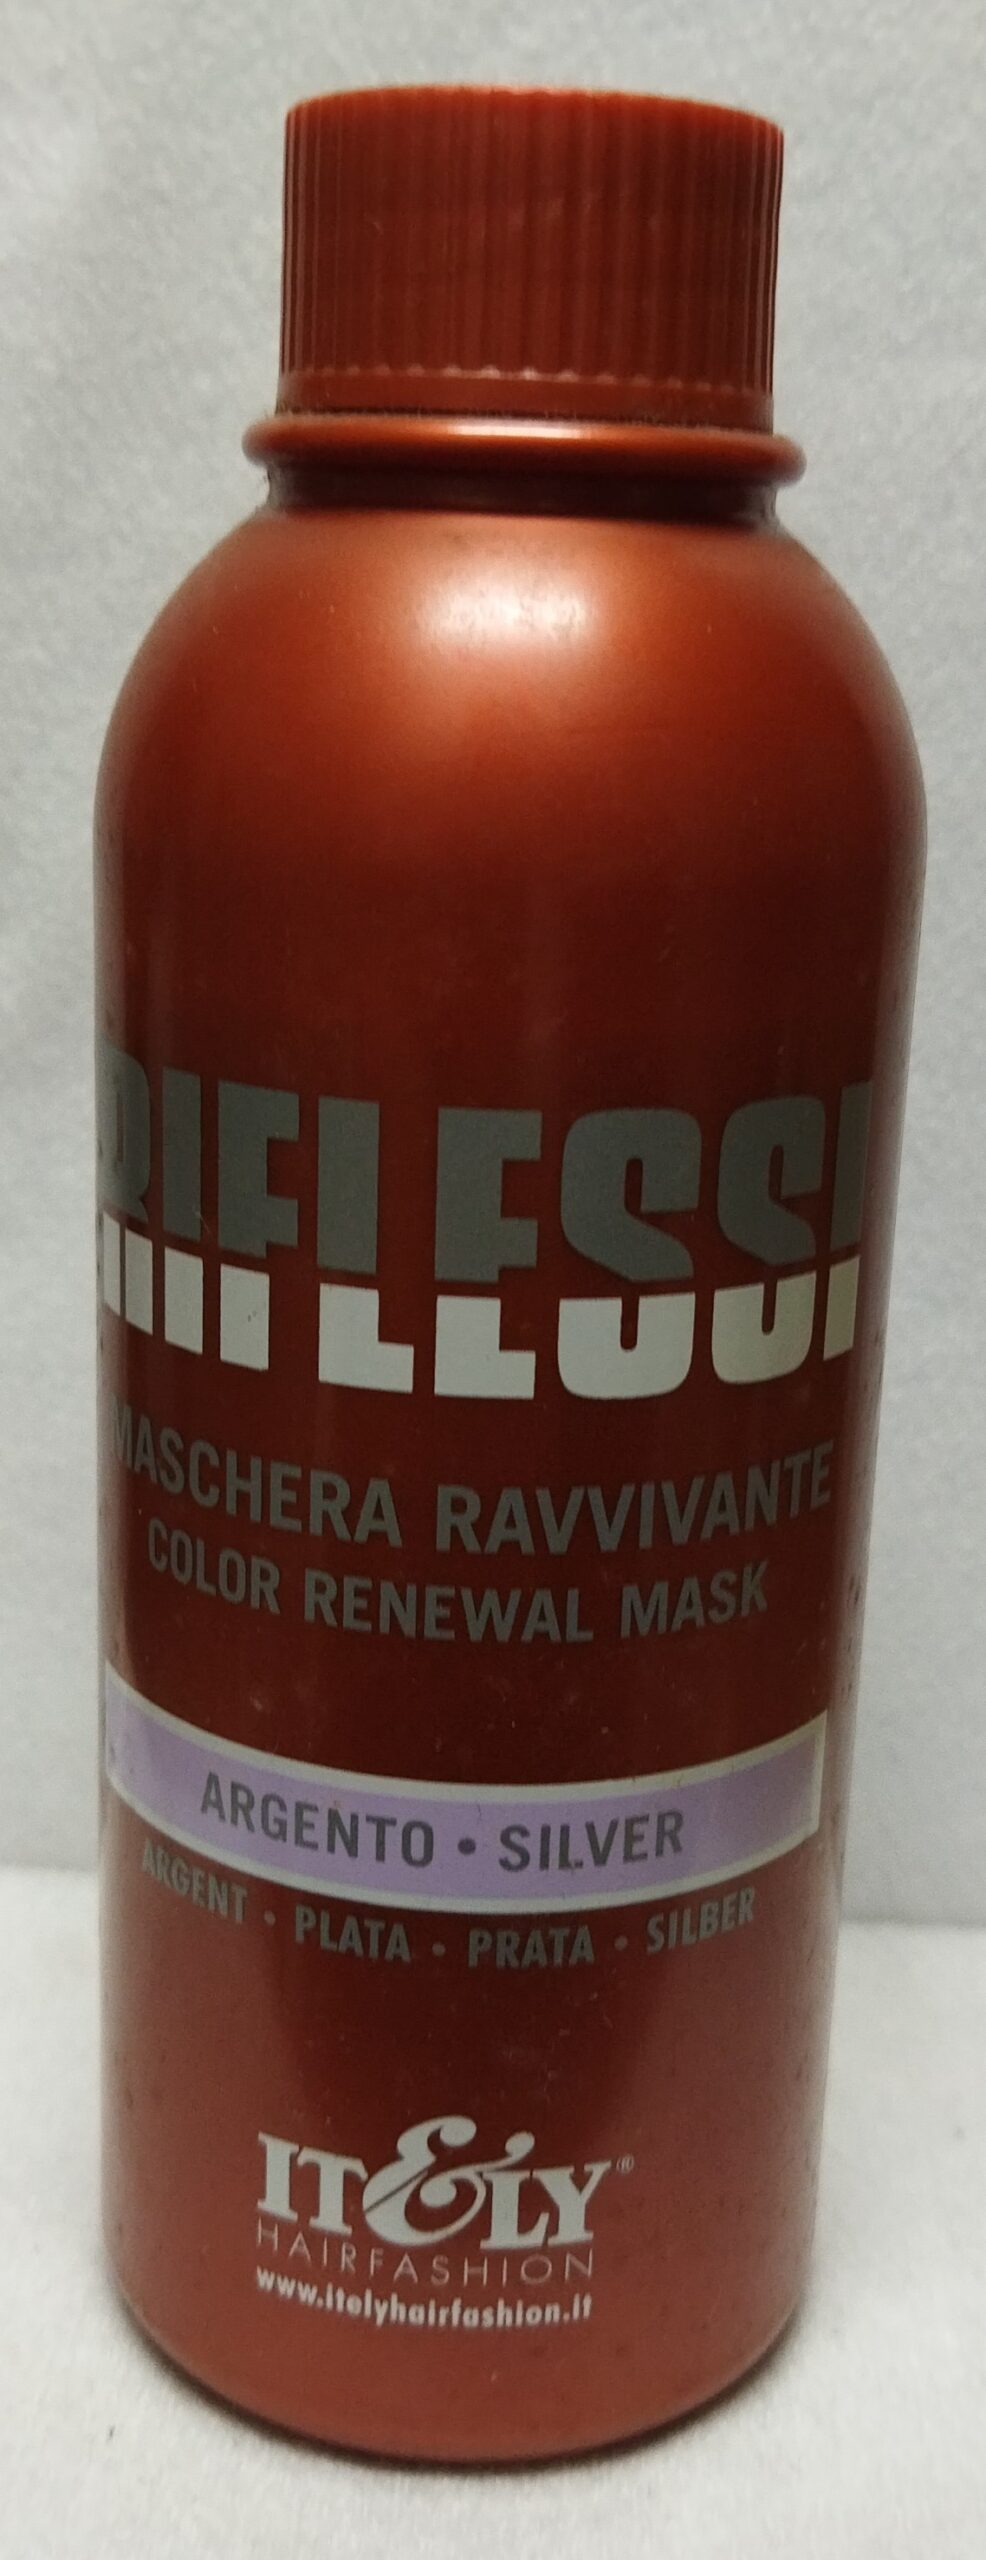 RIFLESSI
MASCHERA RAVVIVANTE
COLOR RENEWAL MASK
ARGENTO • SILVER
ARGENT • PLATA • PRATA • SILBER
IT&LY®
HAIRFASHION
www.itelyhairfashion.it